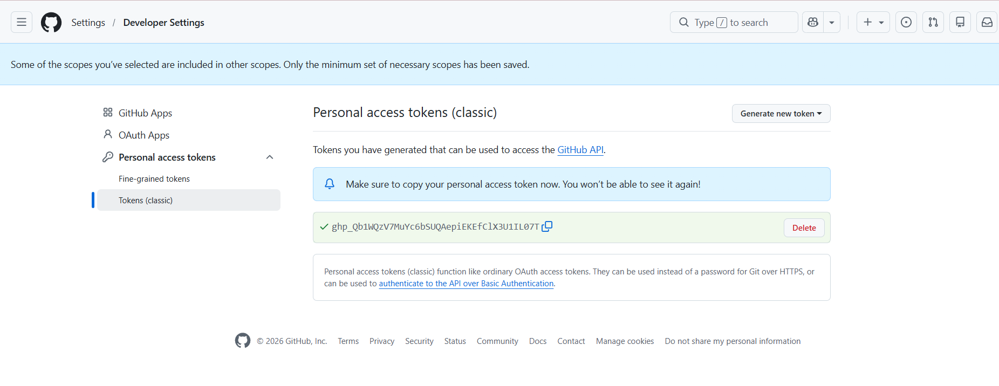 Settings / Developer Settings
Type / to search
Some of the scopes you’ve selected are included in other scopes. Only the minimum set of necessary scopes has been saved.
GitHub Apps
OAuth Apps
Personal access tokens
Fine-grained tokens
Tokens (classic)
Personal access tokens (classic)
Generate new token
Tokens you have generated that can be used to access the GitHub API.
Make sure to copy your personal access token now. You won’t be able to see it again!
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
Delete
Personal access tokens (classic) function like ordinary OAuth access tokens. They can be used instead of a password for Git over HTTPS, or
can be used to authenticate to the API over Basic Authentication.
© 2026 GitHub, Inc. Terms Privacy Security Status Community Docs Contact Manage cookies Do not share my personal information